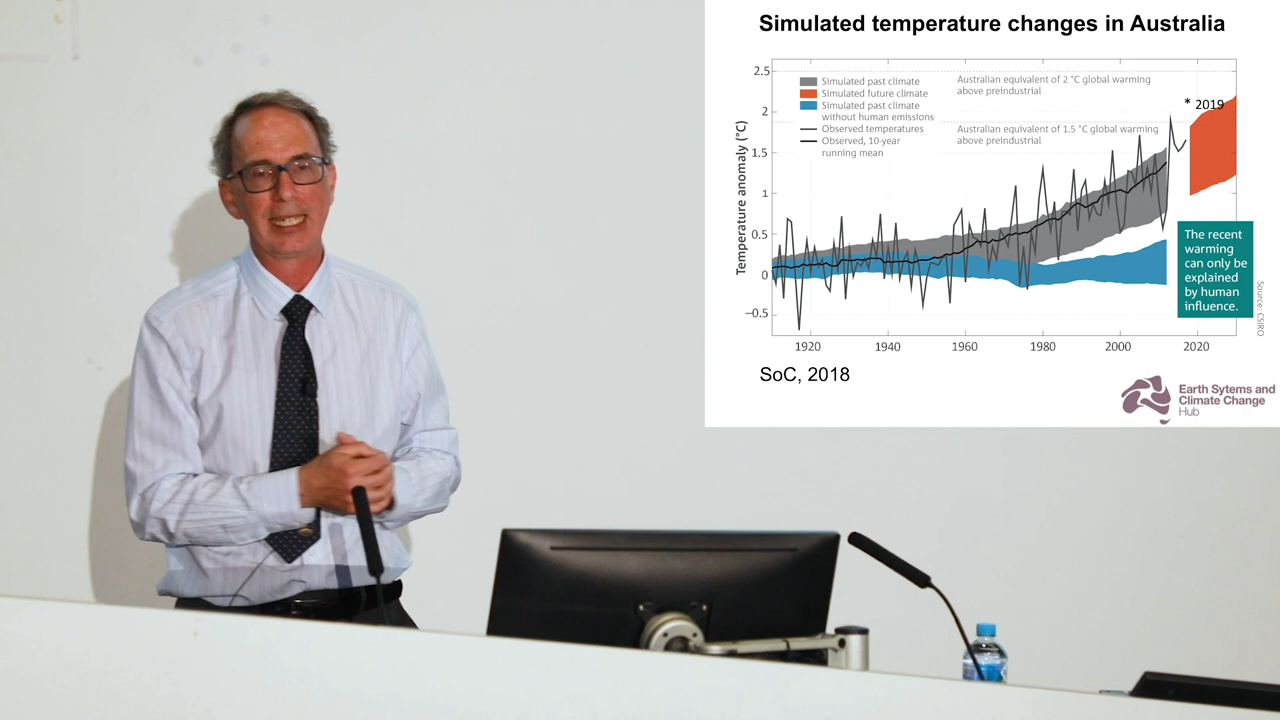 Simulated temperature changes in Australia
Temperature anomaly (°C)
2.5
2
1.5
1
0.5
0
−0.5
Simulated past climate
Simulated future climate
Simulated past climate
without human emissions
Observed temperatures
Observed, 10-year
running mean
Australian equivalent of 2 °C global warming
above preindustrial
* 2019
Australian equivalent of 1.5 °C global warming
above preindustrial
The recent
warming
can only be
explained
by human
influence.
Source: CSIRO
1920
1940
1960
1980
2000
2020
SoC, 2018
Earth Sytems and
Climate Change
Hub